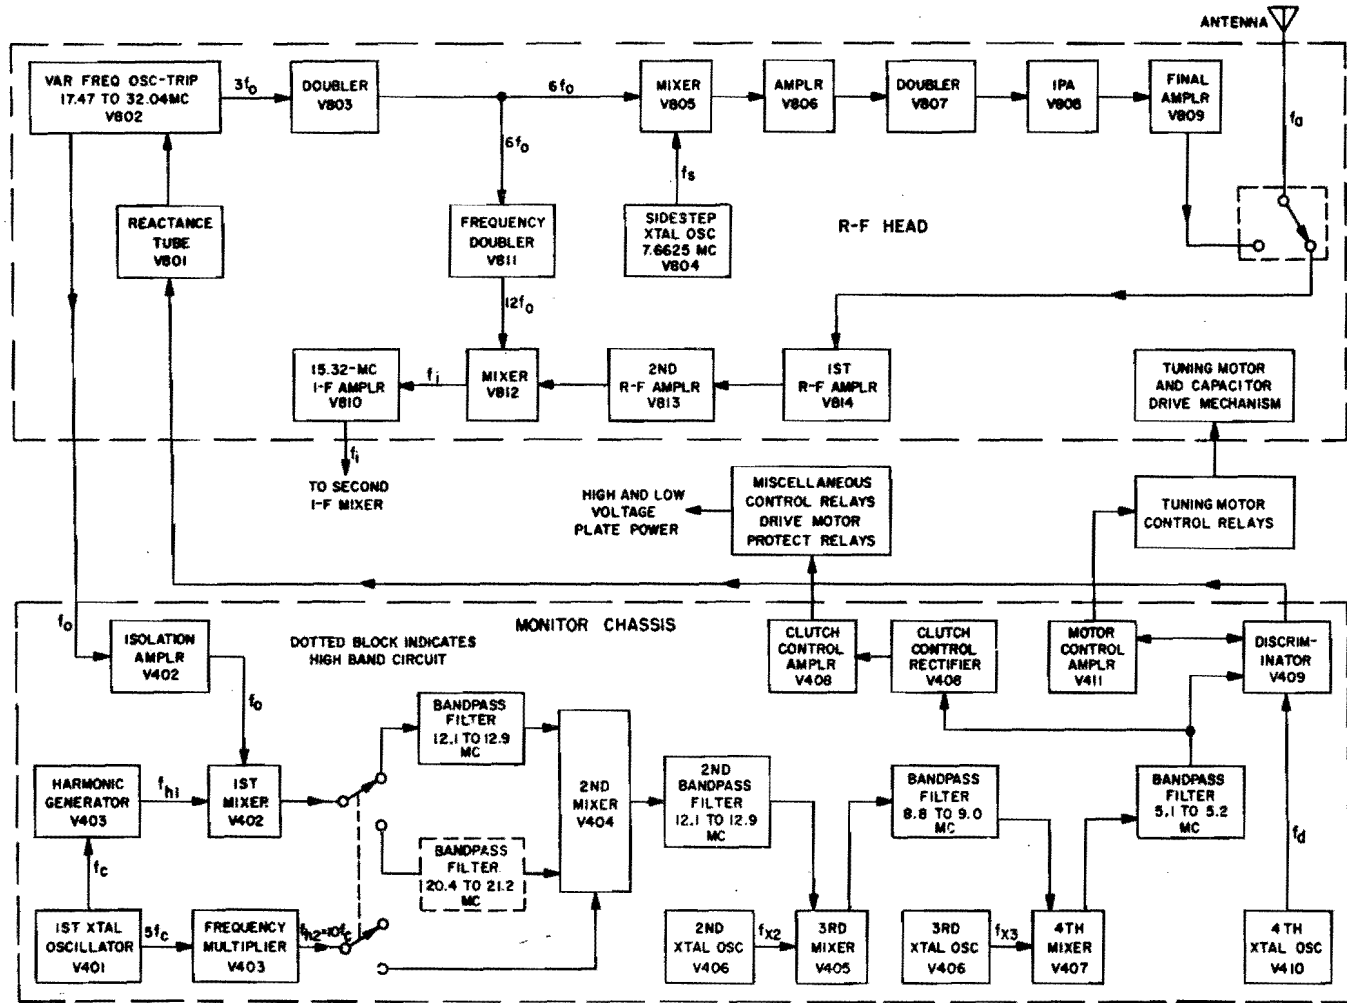 ANTENNA
VAR FREQ OSC-TRIP
17.47 TO 32.04MC
V802
3fo
DOUBLER
V803
6fo
MIXER
V805
AMPLR
V806
DOUBLER
V807
IPA
V808
FINAL
AMPLR
V809
fa
6fo
fs
REACTANCE
TUBE
V801
FREQUENCY
DOUBLER
V811
SIDESTEP
XTAL OSC
7.6625 MC
V804
R-F HEAD
12fo
15.32-MC
I-F AMPLR
V810
fi
MIXER
V812
2ND
R-F AMPLR
V813
1ST
R-F AMPLR
V814
TUNING MOTOR
AND CAPACITOR
DRIVE MECHANISM
fi
TO SECOND
I-F MIXER
HIGH AND LOW
VOLTAGE
PLATE POWER
MISCELLANEOUS
CONTROL RELAYS
DRIVE MOTOR
PROTECT RELAYS
TUNING MOTOR
CONTROL RELAYS
fo
ISOLATION
AMPLR
V402
DOTTED BLOCK INDICATES
HIGH BAND CIRCUIT
MONITOR CHASSIS
CLUTCH
CONTROL
AMPLR
V408
CLUTCH
CONTROL
RECTIFIER
V408
MOTOR
CONTROL
AMPLR
V411
DISCRIM-
INATOR
V409
fo
BANDPASS
FILTER
12.1 TO 12.9
MC
HARMONIC
GENERATOR
V403
fh1
1ST
MIXER
V402
2ND
MIXER
V404
2ND
BANDPASS
FILTER
12.1 TO 12.9
MC
BANDPASS
FILTER
8.8 TO 9.0
MC
BANDPASS
FILTER
5.1 TO 5.2
MC
fd
fc
BANDPASS
FILTER
20.4 TO 21.2
MC
1ST XTAL
OSCILLATOR
V401
5fc
FREQUENCY
MULTIPLIER
V403
fh2=10fc
2ND
XTAL OSC
V406
fx2
3RD
MIXER
V405
3RD
XTAL OSC
V406
fx3
4TH
MIXER
V407
4TH
XTAL OSC
V410